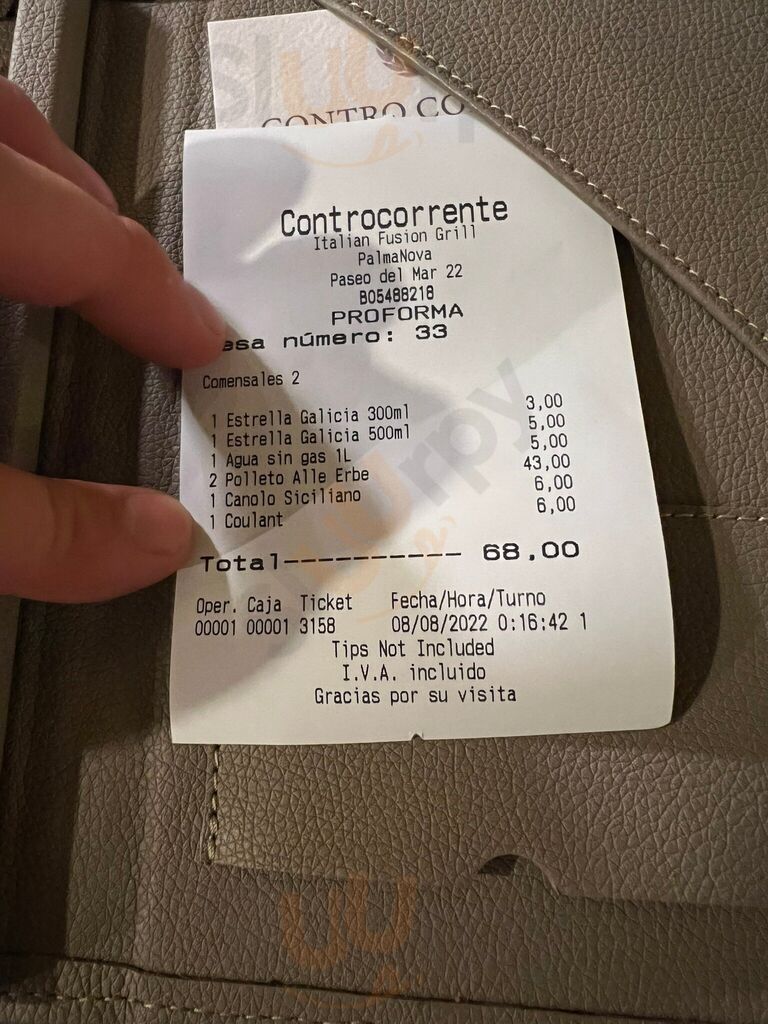 CONTRO CO
Controcorrente
Italian Fusion Grill
PalmaNova
Paseo del Mar 22
B05488218
PROFORMA
esa número: 33
Comensales 2
1 Estrella Galicia 300ml 3,00
1 Estrella Galicia 500ml 5,00
1 Agua sin gas 1L 5,00
2 Polleto Alle Erbe 43,00
1 Canolo Siciliano 6,00
1 Coulant 6,00
Total----------- 68,00
Oper. Caja Ticket Fecha/Hora/Turno
00001 00001 3158 08/08/2022 0:16:42 1
Tips Not Included
I.V.A. incluido
Gracias por su visita